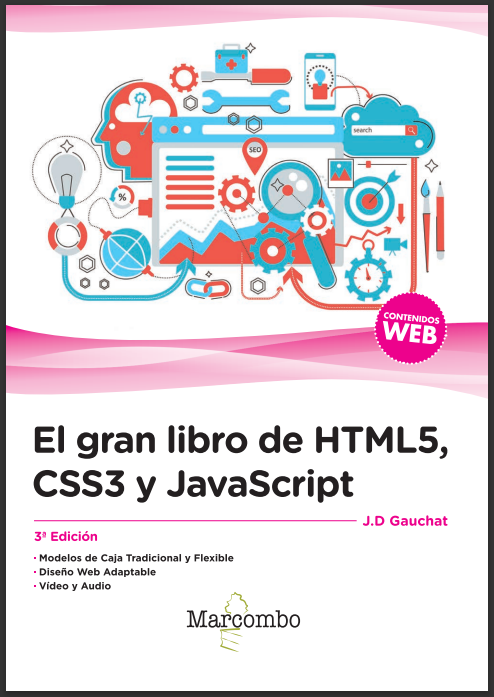 search
SEO
%
CONTENIDOS
WEB
El gran libro de HTML5,
CSS3 y JavaScript
J.D Gauchat
3ª Edición
· Modelos de Caja Tradicional y Flexible
· Diseño Web Adaptable
· Vídeo y Audio
Marcombo